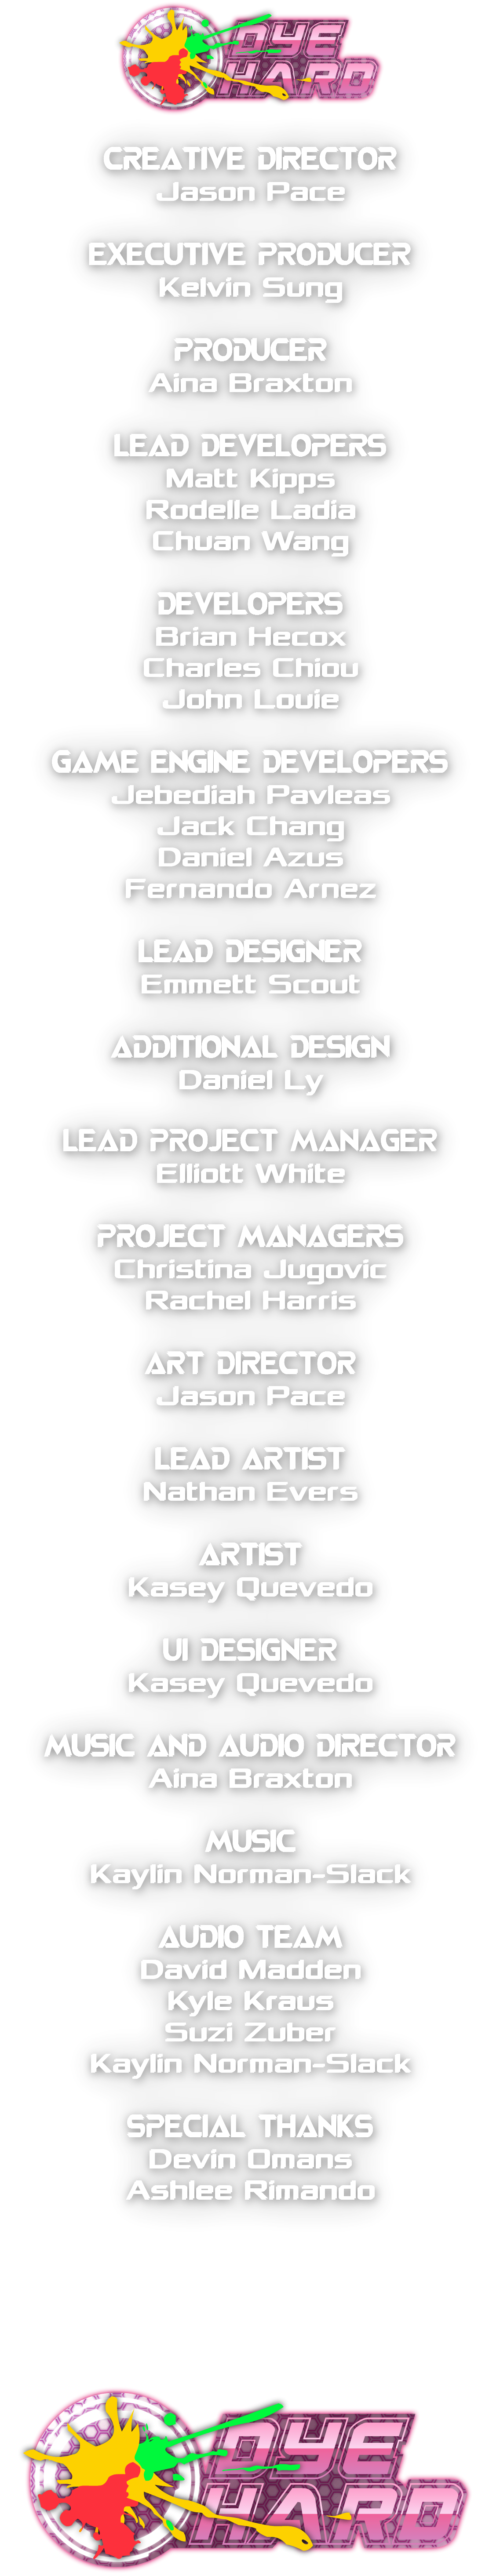 DYE
HARD
CREATIVE DIRECTOR
Jason Pace
EXECUTIVE PRODUCER
Kelvin Sung
PRODUCER
Aina Braxton
LEAD DEVELOPERS
Matt Kipps
Rodelle Ladia
Chuan Wang
DEVELOPERS
Brian Hecox
Charles Chiou
John Louie
GAME ENGINE DEVELOPERS
Jebediah Pavleas
Jack Chang
Daniel Azus
Fernando Arnez
LEAD DESIGNER
Emmett Scout
ADDITIONAL DESIGN
Daniel Ly
LEAD PROJECT MANAGER
Elliott White
PROJECT MANAGERS
Christina Jugovic
Rachel Harris
ART DIRECTOR
Jason Pace
LEAD ARTIST
Nathan Evers
ARTIST
Kasey Quevedo
UI DESIGNER
Kasey Quevedo
MUSIC AND AUDIO DIRECTOR
Aina Braxton
MUSIC
Kaylin Norman-Slack
AUDIO TEAM
David Madden
Kyle Kraus
Suzi Zuber
Kaylin Norman-Slack
SPECIAL THANKS
Devin Omans
Ashlee Rimando
DYE
HARD